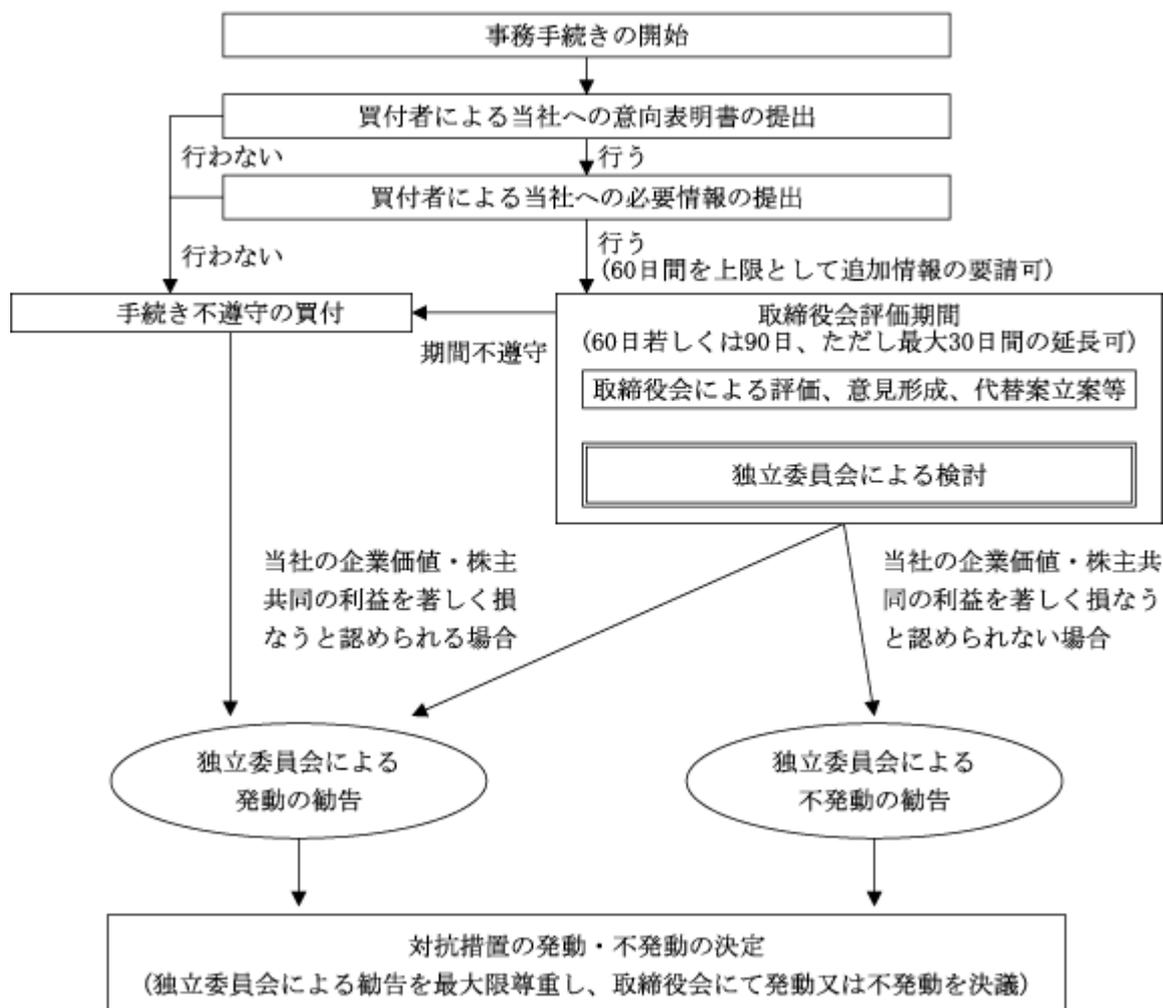 事務手続きの開始
買付者による当社への意向表明書の提出
行わない
行う
買付者による当社への必要情報の提出
行わない
行う
(60日間を上限として追加情報の要請可)
手続き不遵守の買付
期間不遵守
取締役会評価期間
(60日若しくは90日、ただし最大30日間の延長可)
取締役会による評価、意見形成、代替案立案等
独立委員会による検討
当社の企業価値・株主
共同の利益を著しく損
なうと認められる場合
当社の企業価値・株主共
同の利益を著しく損なう
と認められない場合
独立委員会による
発動の勧告
独立委員会による
不発動の勧告
対抗措置の発動・不発動の決定
(独立委員会による勧告を最大限尊重し、取締役会にて発動又は不発動を決議)